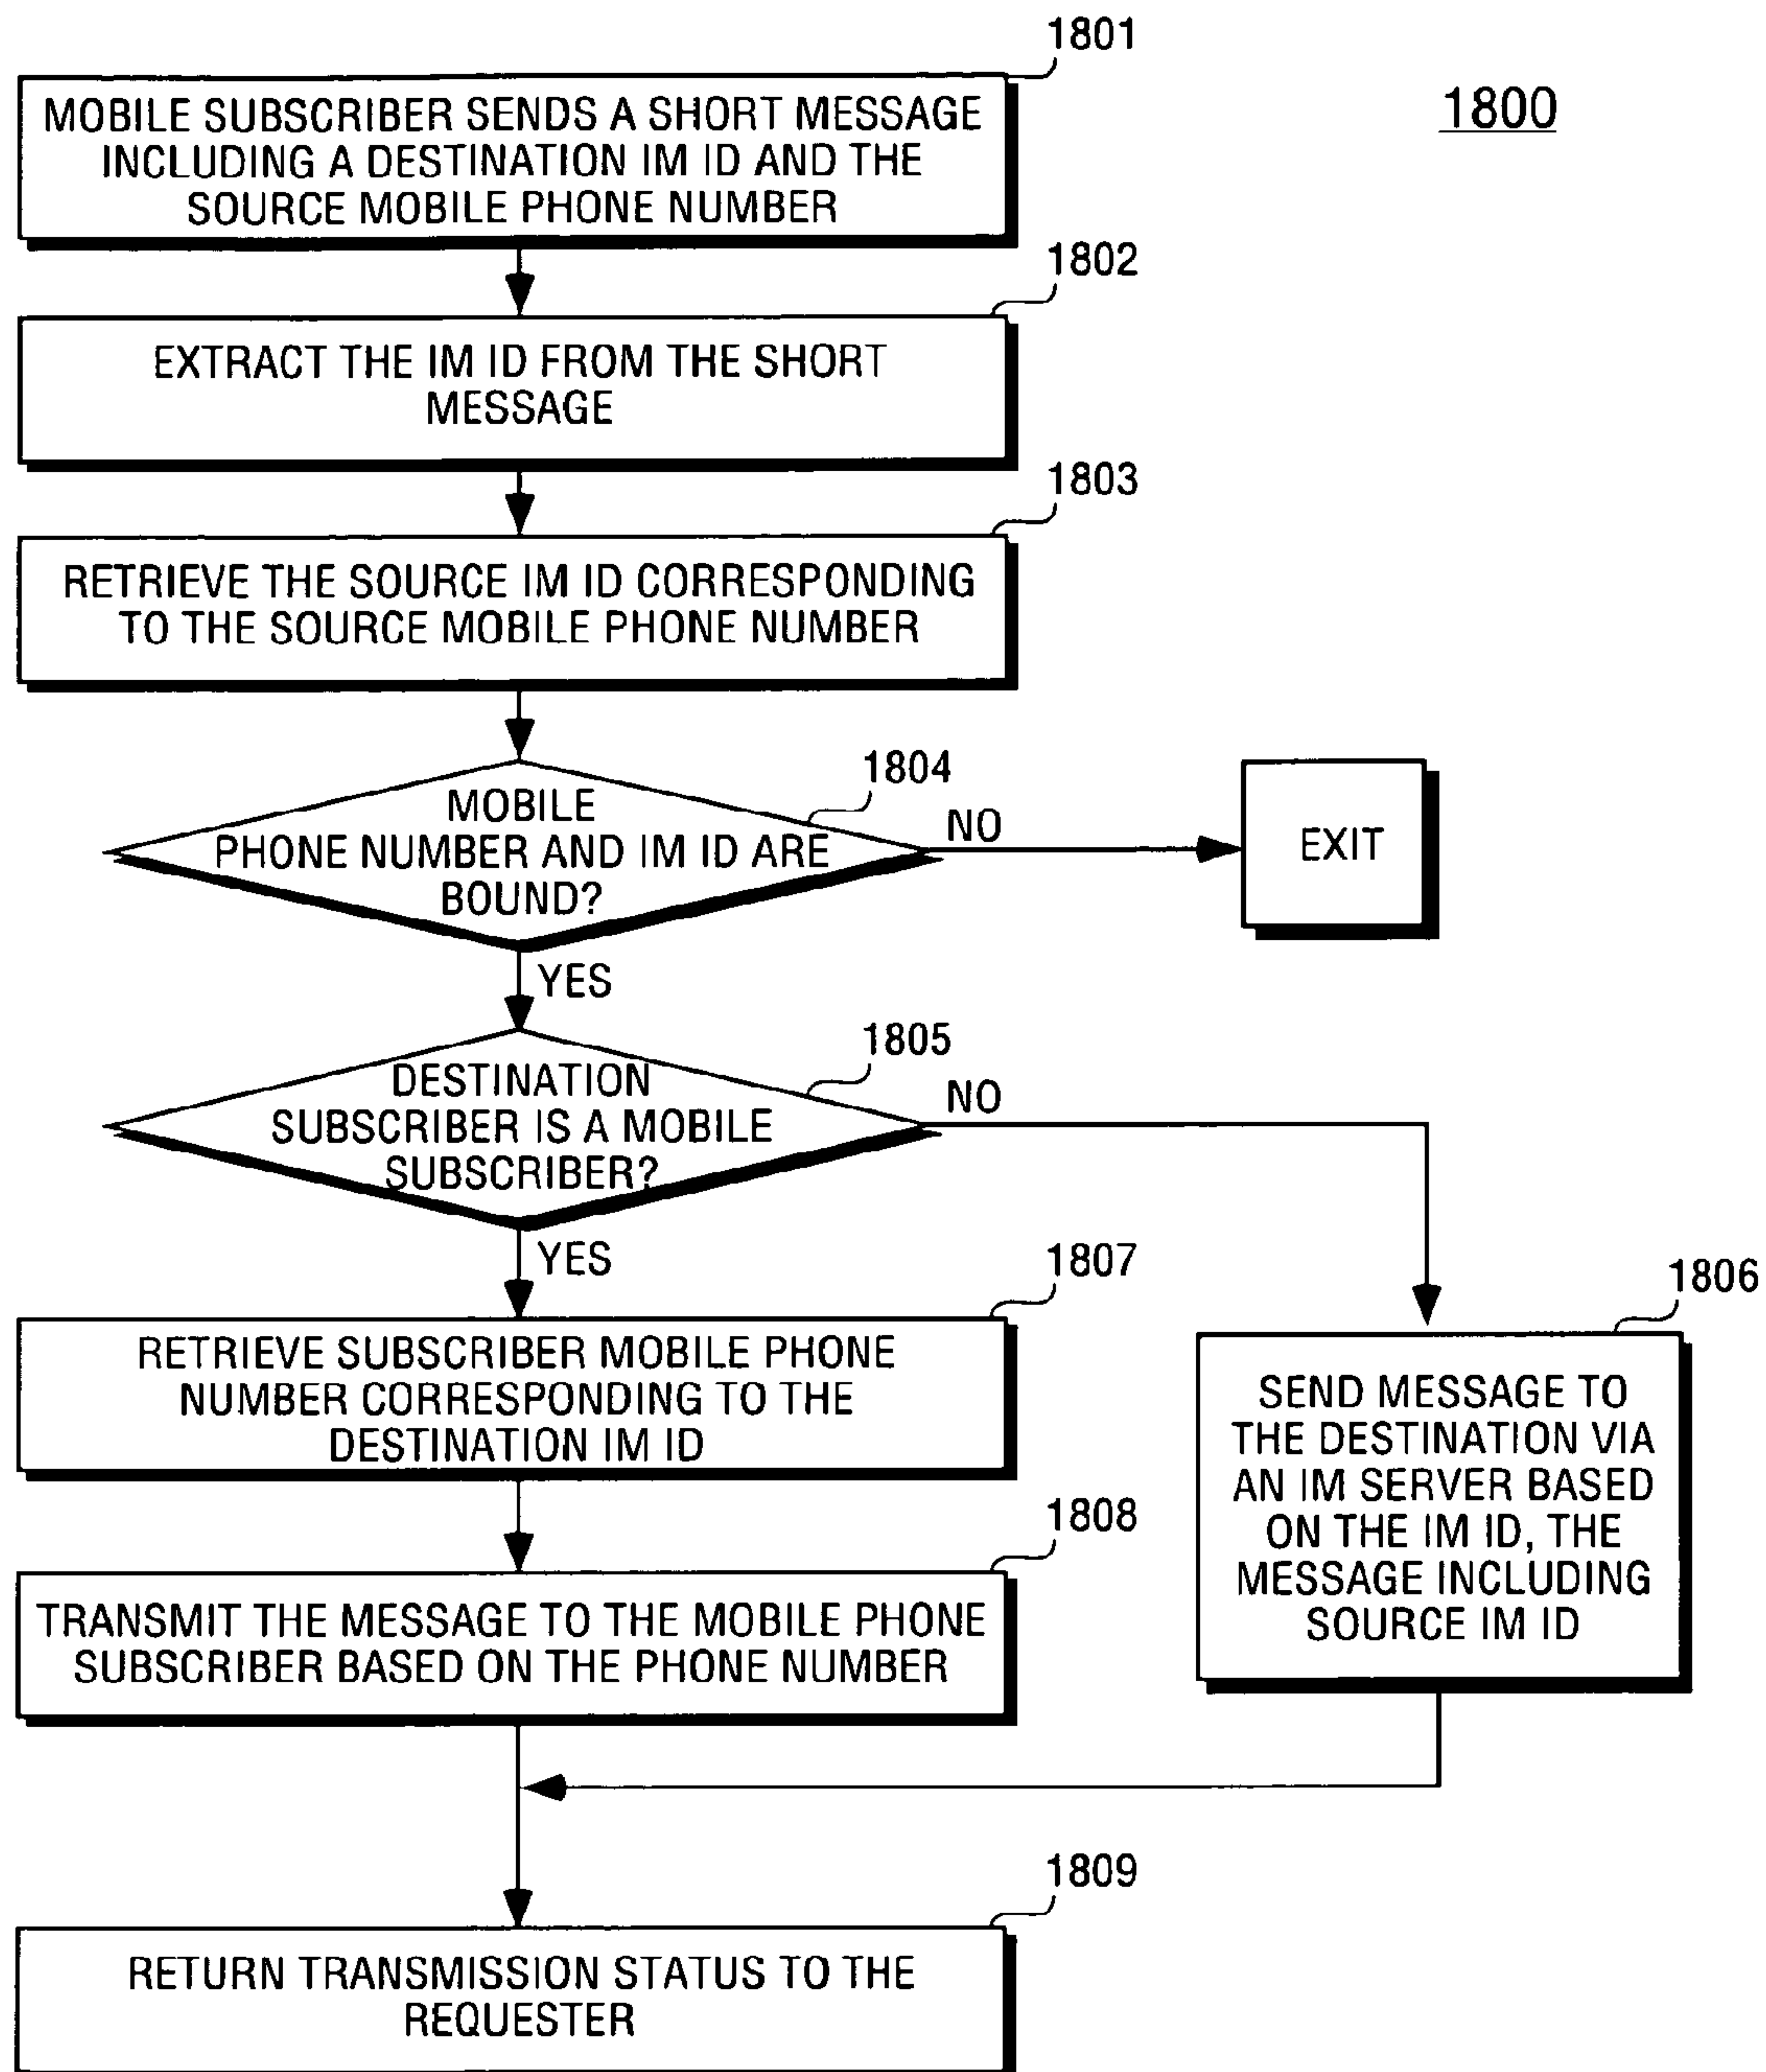 1801
1800
MOBILE SUBSCRIBER SENDS A SHORT MESSAGE
INCLUDING A DESTINATION IM ID AND THE
SOURCE MOBILE PHONE NUMBER
1802
EXTRACT THE IM ID FROM THE SHORT
MESSAGE
1803
RETRIEVE THE SOURCE IM ID CORRESPONDING
TO THE SOURCE MOBILE PHONE NUMBER
1804
MOBILE
PHONE NUMBER AND IM ID ARE
BOUND?
NO
EXIT
YES
1805
DESTINATION
SUBSCRIBER IS A MOBILE
SUBSCRIBER?
NO
YES
1807
RETRIEVE SUBSCRIBER MOBILE PHONE
NUMBER CORRESPONDING TO THE
DESTINATION IM ID
1806
SEND MESSAGE TO
THE DESTINATION VIA
AN IM SERVER BASED
ON THE IM ID, THE
MESSAGE INCLUDING
SOURCE IM ID
1808
TRANSMIT THE MESSAGE TO THE MOBILE PHONE
SUBSCRIBER BASED ON THE PHONE NUMBER
1809
RETURN TRANSMISSION STATUS TO THE
REQUESTER